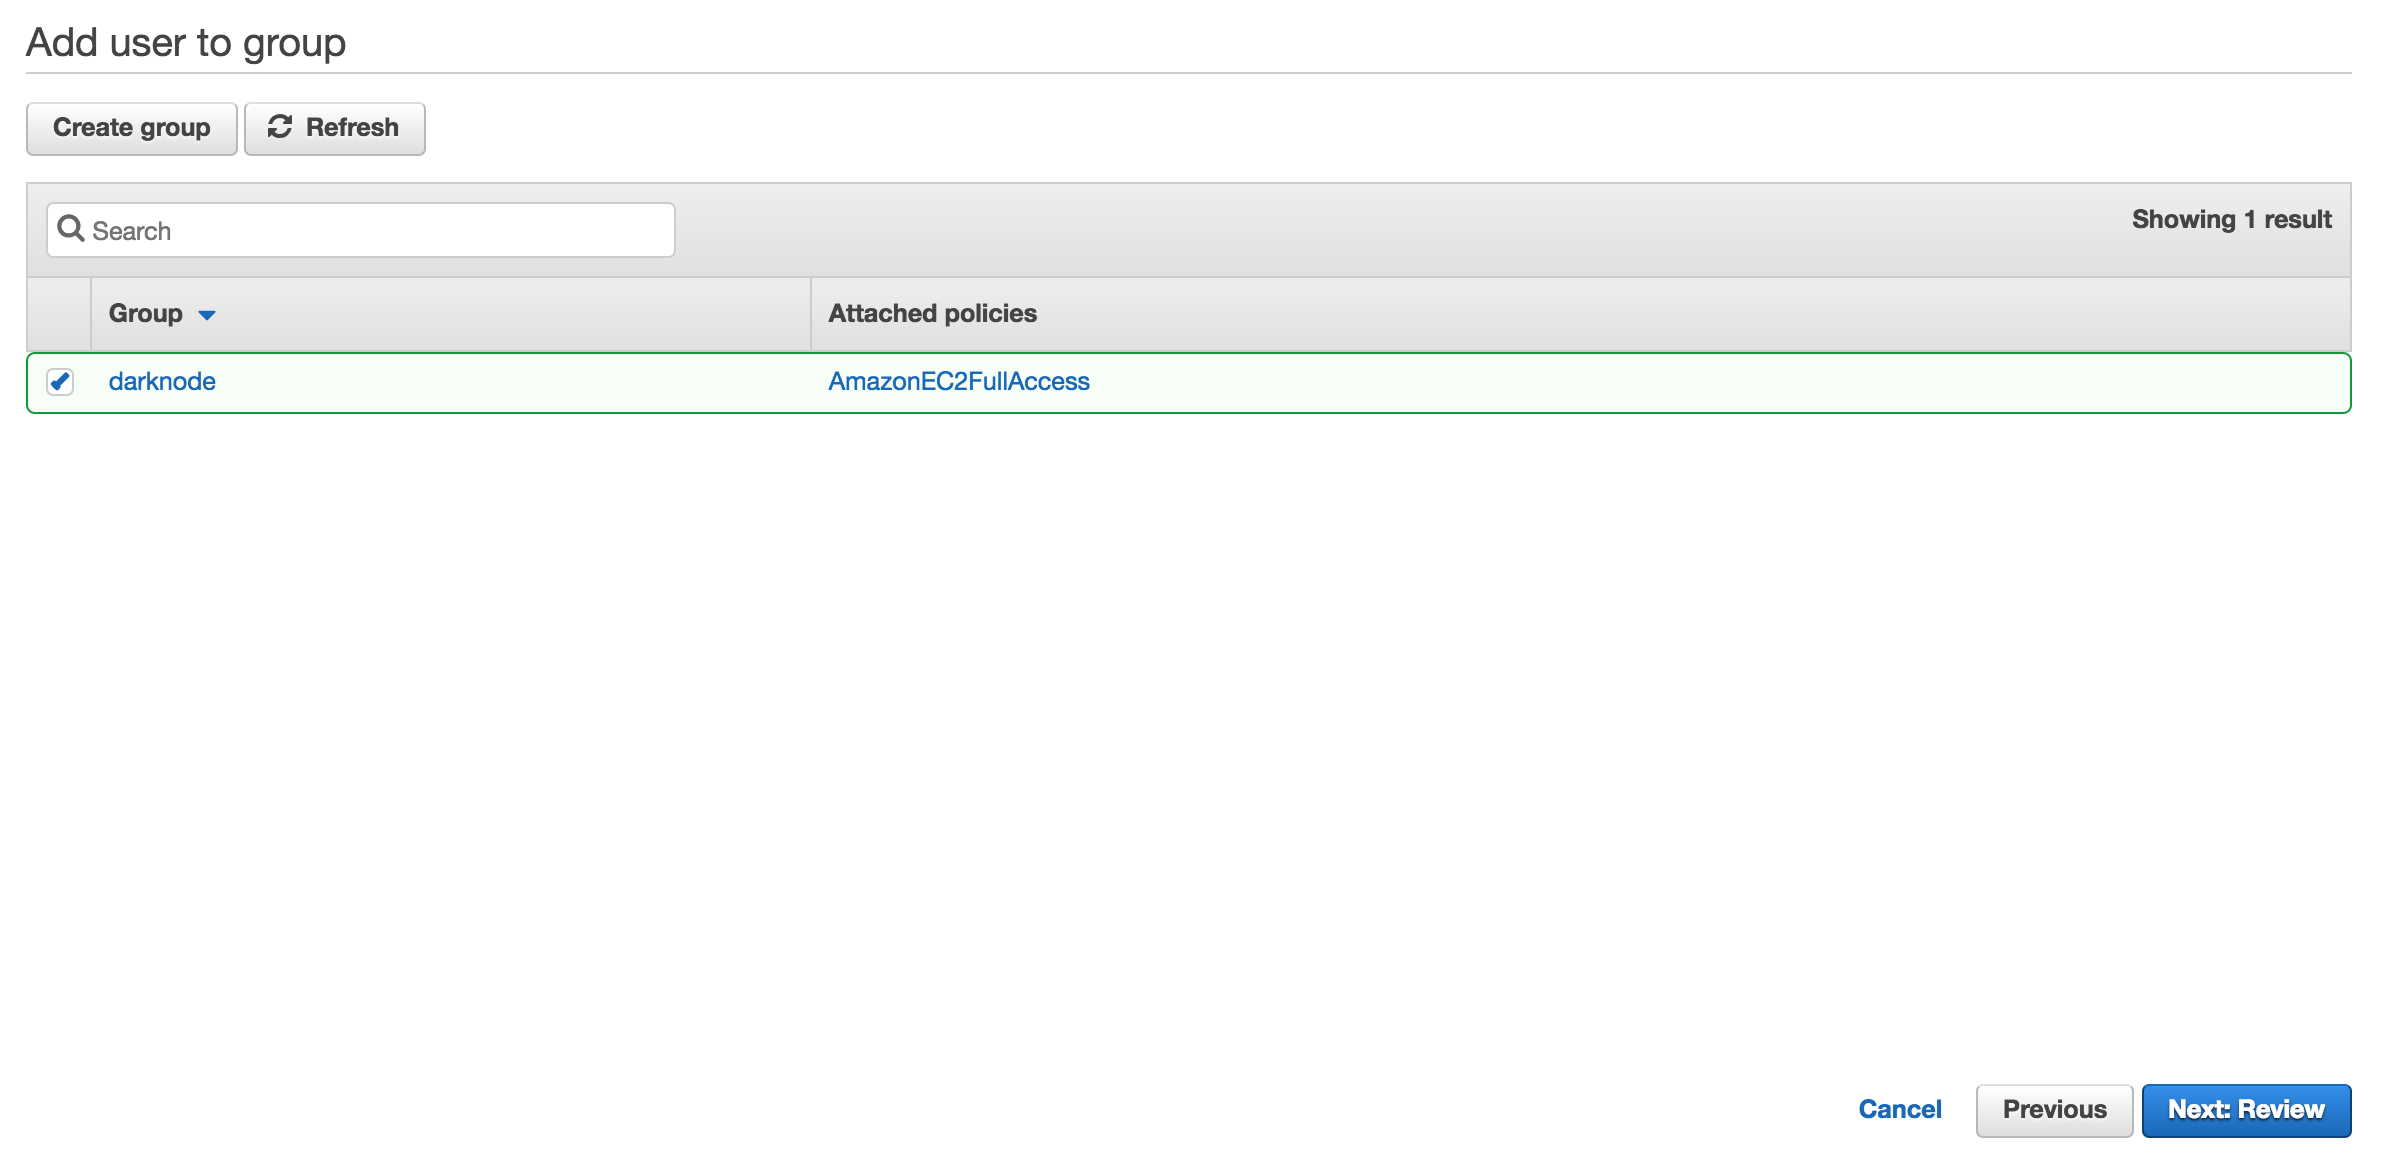 Add user to group
Create group Refresh
Search Showing 1 result
Group Attached policies
darknode AmazonEC2FullAccess
Cancel Previous Next: Review